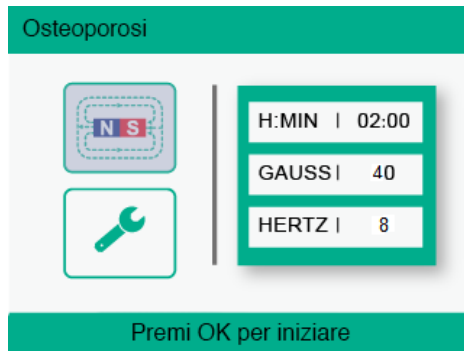 Osteoporosi
N S
H:MIN | 02:00
GAUSS | 40
HERTZ | 8
Premi OK per iniziare